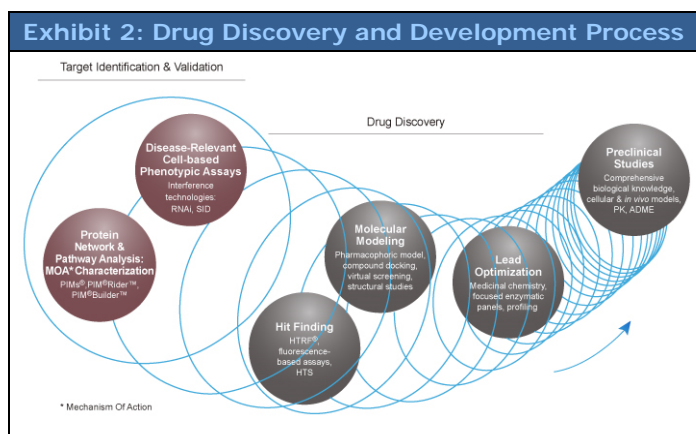 Exhibit 2: Drug Discovery and Development Process
Target Identification & Validation
Drug Discovery
Disease-Relevant
Cell-based
Phenotypic Assays
Interference
technologies:
RNAi, SID
Protein
Network &
Pathway Analysis:
MOA* Characterization
PIMs®, PIM®Rider™,
PIM®Builder™
Hit Finding
HTRF®,
fluorescence-
based assays,
HTS
Molecular
Modeling
Pharmacophoric model,
compound docking,
virtual screening,
structural studies
Lead
Optimization
Medicinal chemistry,
focused enzymatic
panels, profiling
Preclinical
Studies
Comprehensive
biological knowledge,
cellular & in vivo models,
PK, ADME
* Mechanism Of Action